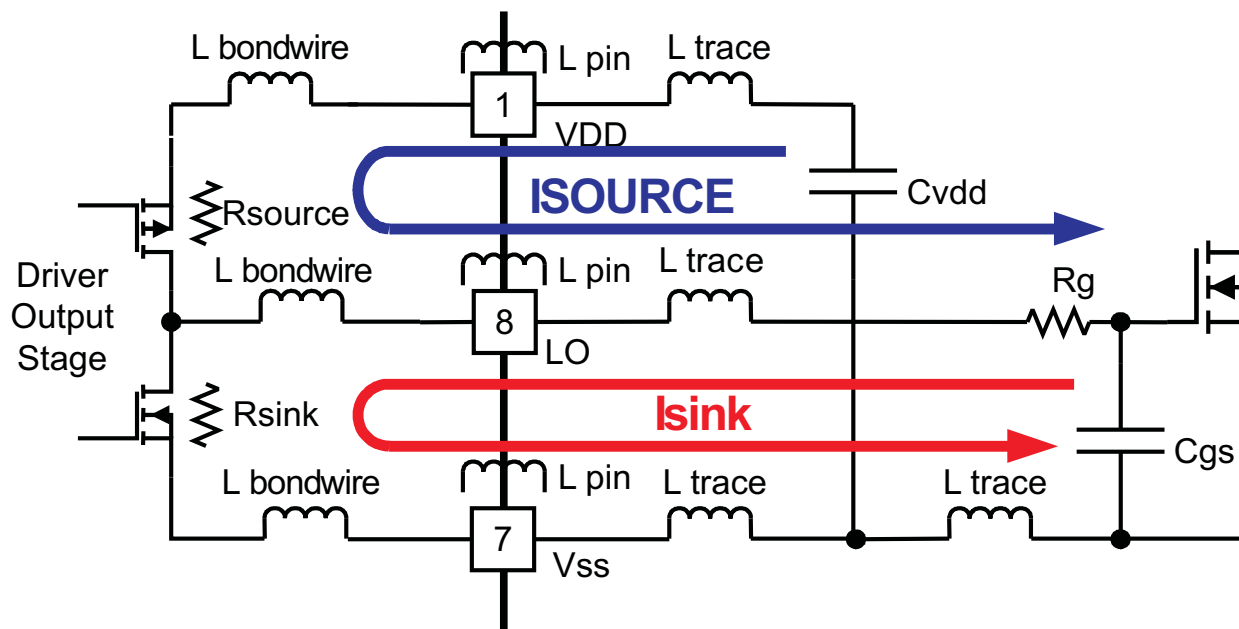 L bondwire
L pin
L trace
1
VDD
ISOURCE
Cvdd
Rsource
Driver
Output
Stage
L bondwire
L pin
L trace
8
LO
Rg
Rsink
Isink
Cgs
L bondwire
L pin
L trace
L trace
7
Vss